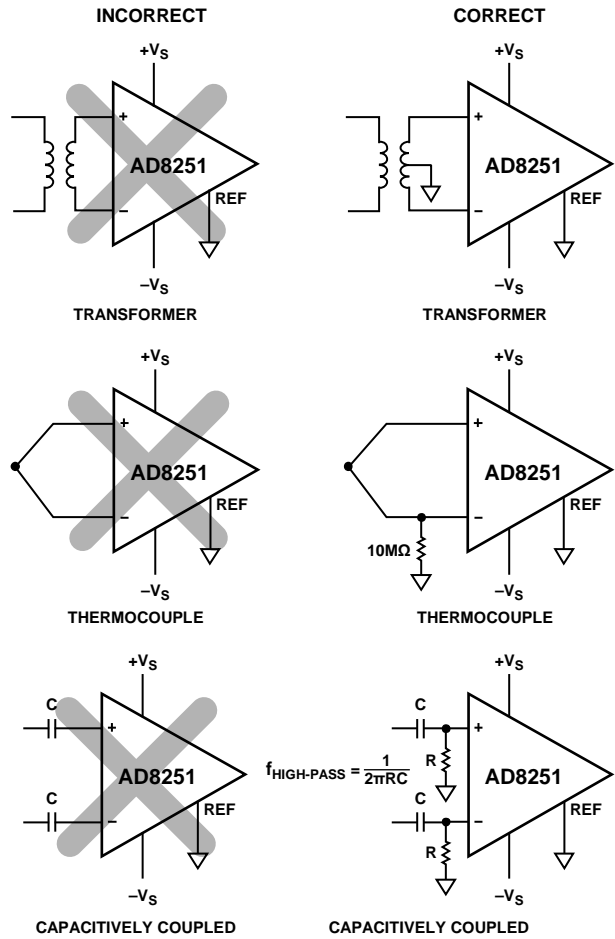 INCORRECT
CORRECT
+VS
+
AD8251
REF
−
−VS
TRANSFORMER
+VS
+
AD8251
REF
−
−VS
TRANSFORMER
+VS
+
AD8251
REF
−
−VS
THERMOCOUPLE
+VS
+
AD8251
REF
−
10MΩ
−VS
THERMOCOUPLE
+VS
C
+
AD8251
C
REF
−
−VS
CAPACITIVELY COUPLED
+VS
C
+
fHIGH-PASS = 1/2πRC
R
AD8251
C
REF
−
R
−VS
CAPACITIVELY COUPLED